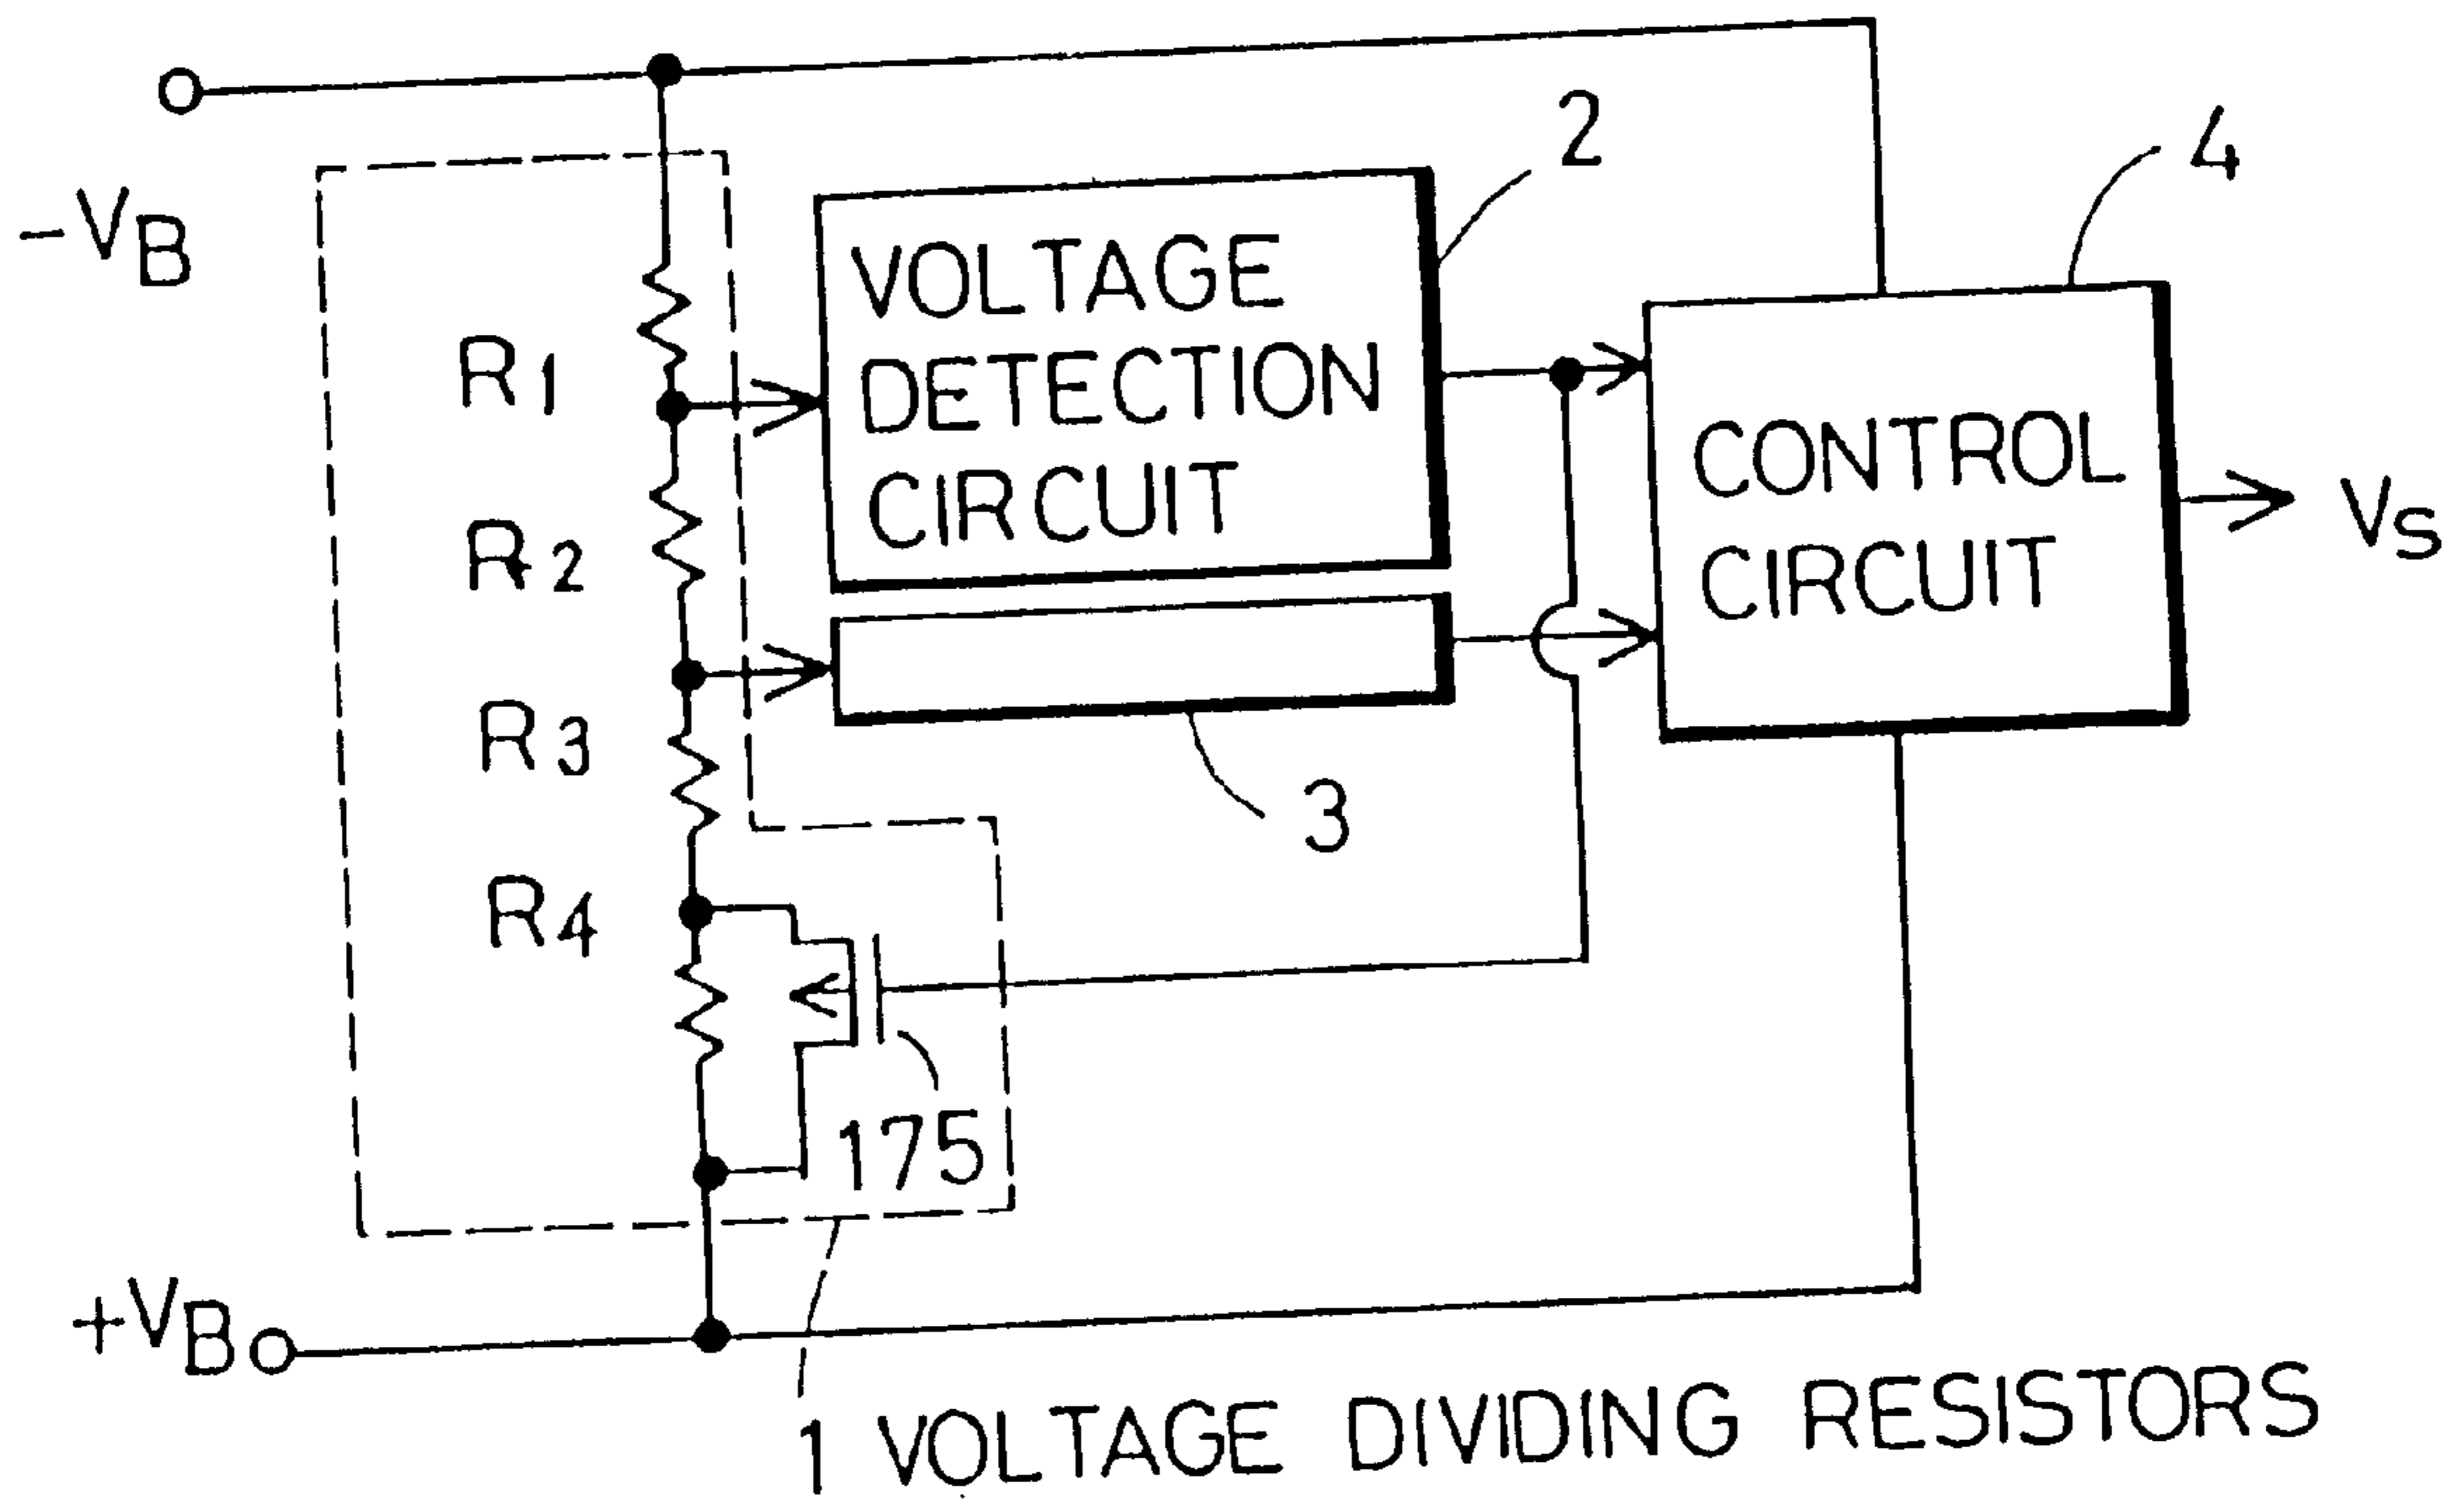 2
4
-VB
VOLTAGE
DETECTION
CIRCUIT
R1
CONTROL
CIRCUIT
VS
R2
R3
3
R4
175
+VB
1 VOLTAGE DIVIDING RESISTORS